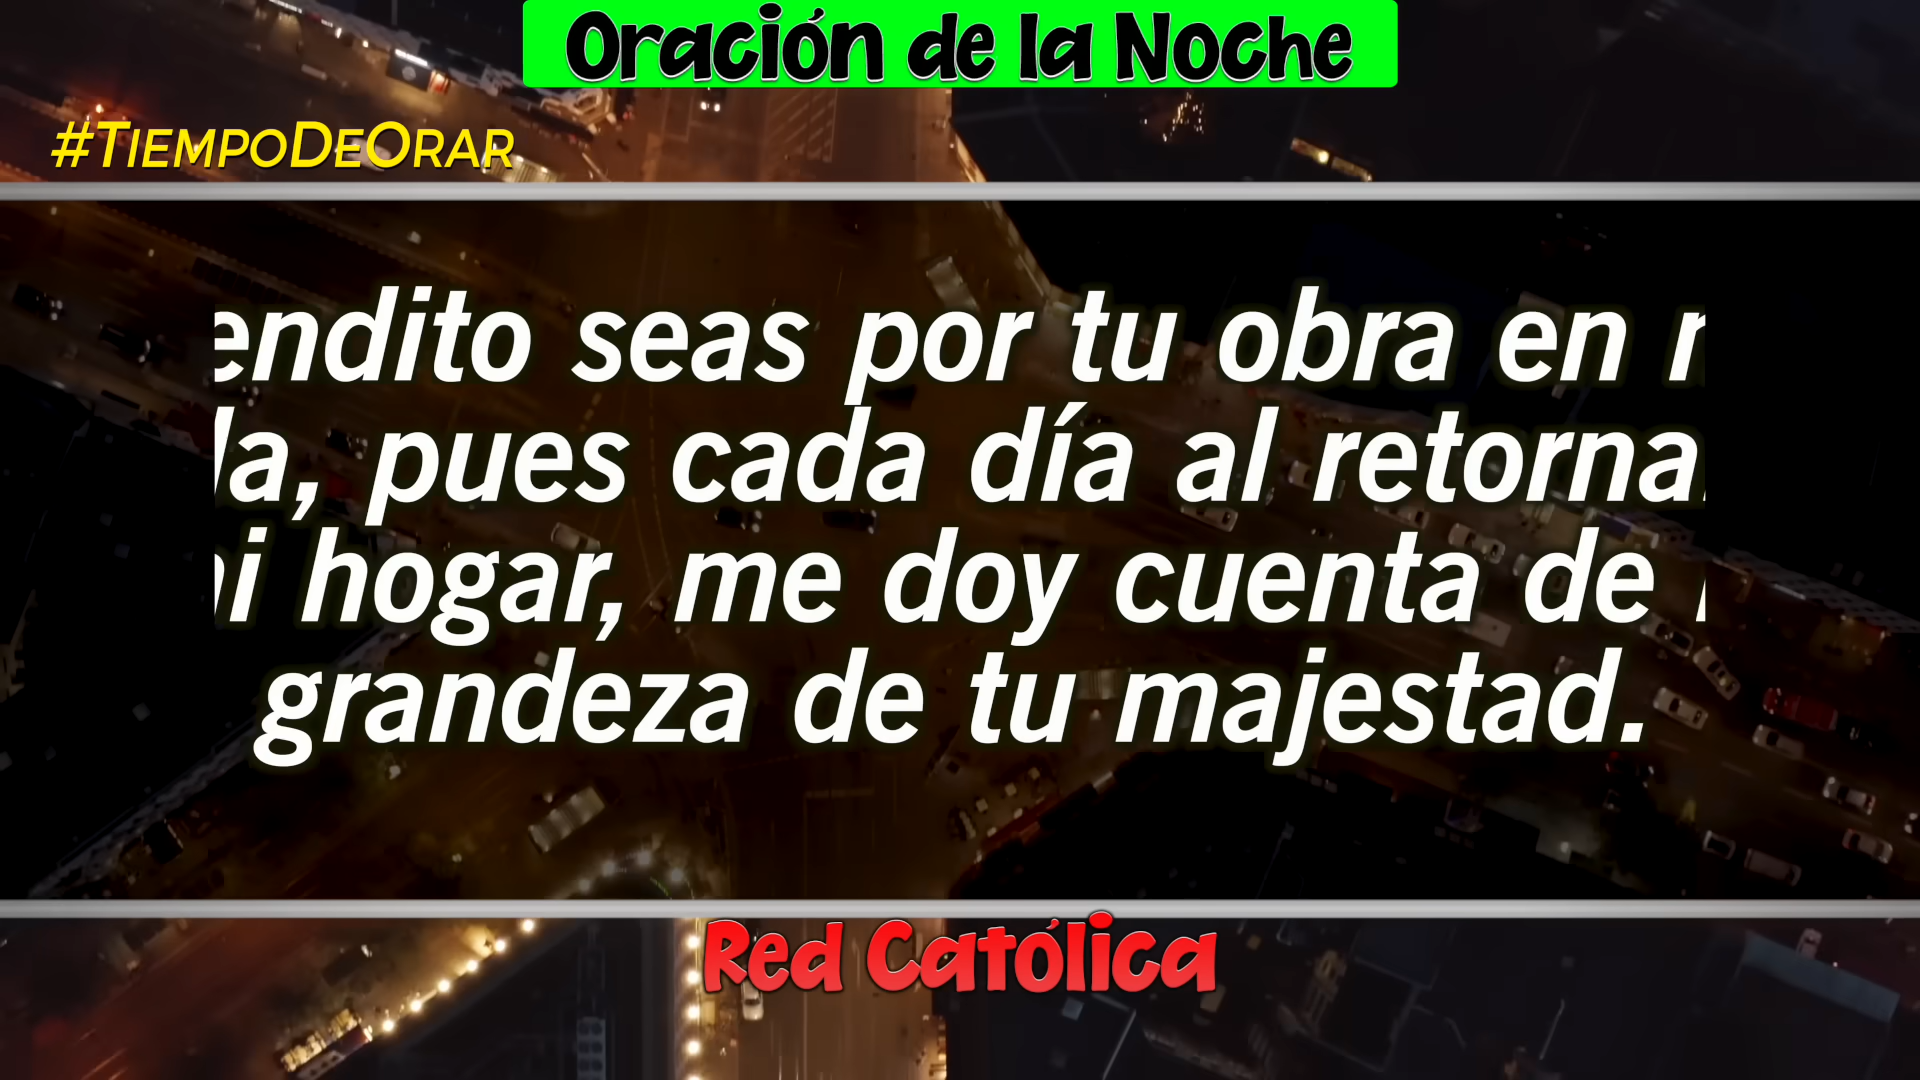 Oración de la Noche
#TiempoDeOrar
endito seas por tu obra en
la, pues cada día al retorna
hogar, me doy cuenta de
grandeza de tu majestad.
Red Católica